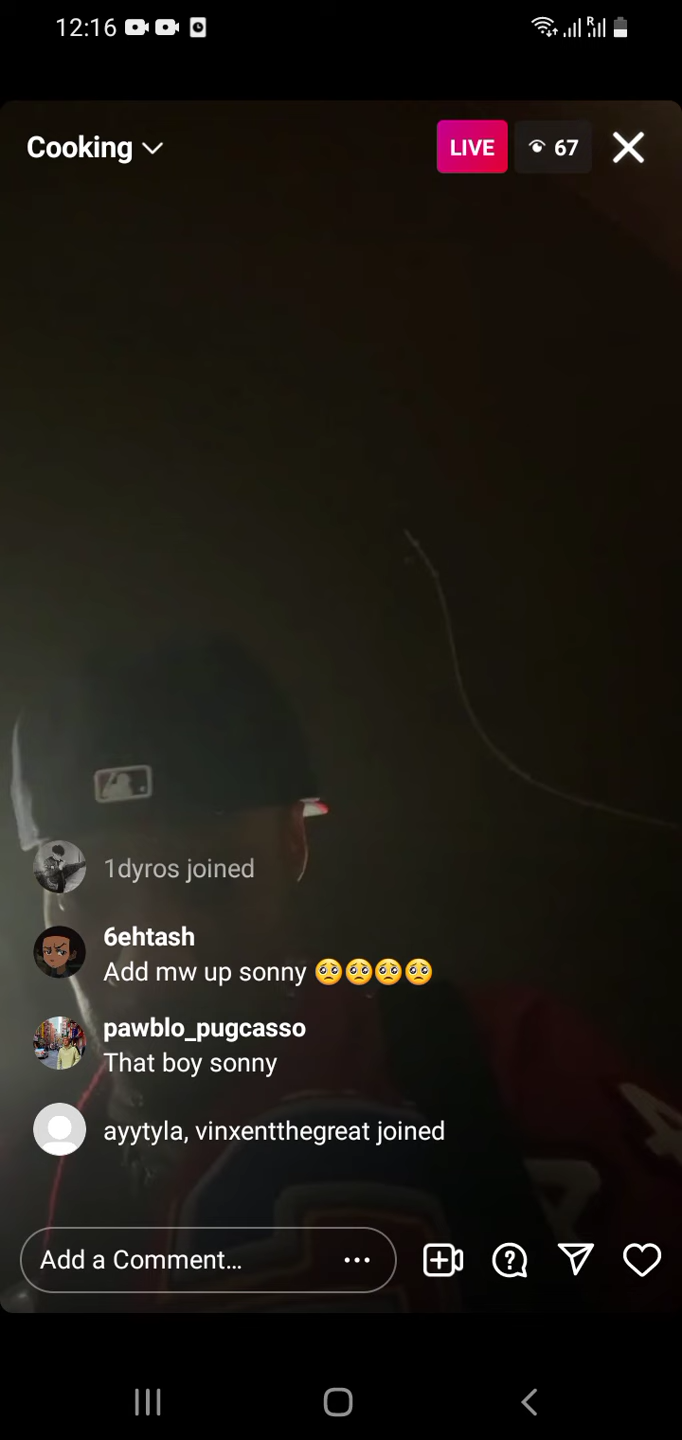 12:16
R
Cooking
LIVE
67
1dyros joined
6ehtash
Add mw up sonny 🥺🥺🥺🥺
pawblo_pugcasso
That boy sonny
ayytyla, vinxentthegreat joined
Add a Comment...